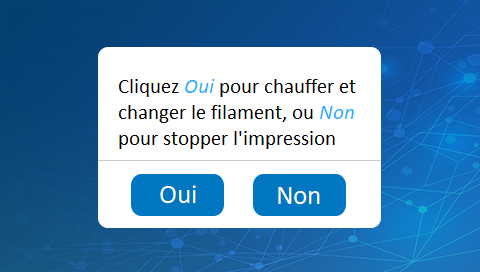 Cliquez Oui pour chauffer et
changer le filament, ou Non
pour stopper l'impression
Oui
Non